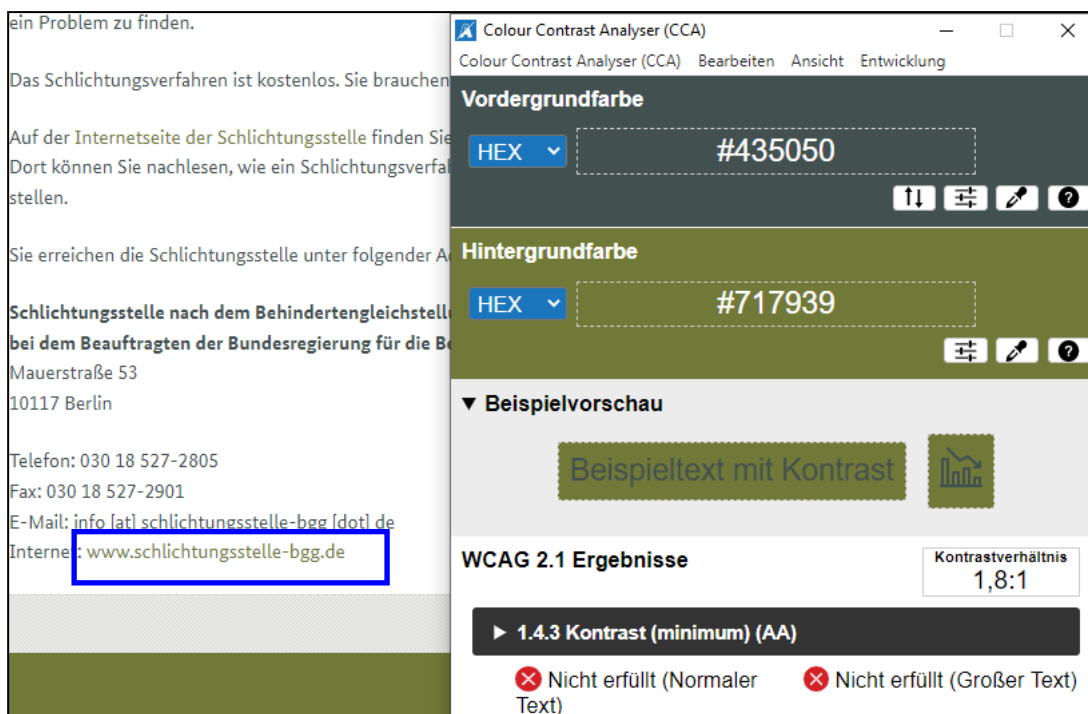 ein Problem zu finden.
Das Schlichtungsverfahren ist kostenlos. Sie brauchen
Auf der Internetseite der Schlichtungsstelle finden Sie
Dort können Sie nachlesen, wie ein Schlichtungsverfa
stellen.
Sie erreichen die Schlichtungsstelle unter folgender A
Schlichtungsstelle nach dem Behindertengleichstell
bei dem Beauftragten der Bundesregierung für die Be
Mauerstraße 53
10117 Berlin
Telefon: 030 18 527-2805
Fax: 030 18 527-2901
E-Mail: info [at] schlichtungsstelle-bgg [dot] de
Internet: www.schlichtungsstelle-bgg.de
Colour Contrast Analyser (CCA)
Colour Contrast Analyser (CCA) Bearbeiten Ansicht Entwicklung
Vordergrundfarbe
HEX #435050
Hintergrundfarbe
HEX #717939
▼ Beispielvorschau
Beispieltext mit Kontrast
WCAG 2.1 Ergebnisse
Kontrastverhältnis
1,8:1
▶ 1.4.3 Kontrast (minimum) (AA)
Nicht erfüllt (Normaler
Text)
Nicht erfüllt (Großer Text)